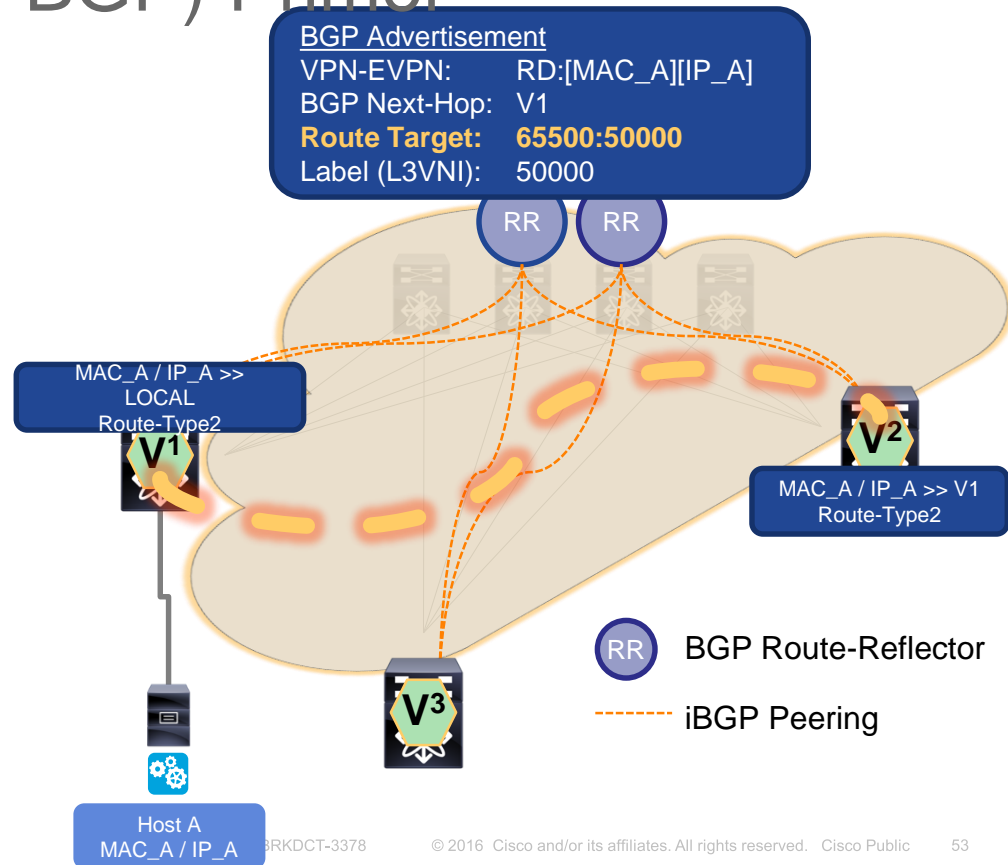 BGP) Primer
BGP Advertisement
VPN-EVPN: RD:[MAC_A][IP_A]
BGP Next-Hop: V1
Route Target: 65500:50000
Label (L3VNI): 50000
RR RR
MAC_A / IP_A >>
LOCAL
Route-Type2
V1
V2
MAC_A / IP_A >> V1
Route-Type2
V3
RR BGP Route-Reflector
iBGP Peering
Host A
MAC_A / IP_A
BRKDCT-3378 © 2016 Cisco and/or its affiliates. All rights reserved. Cisco Public 53